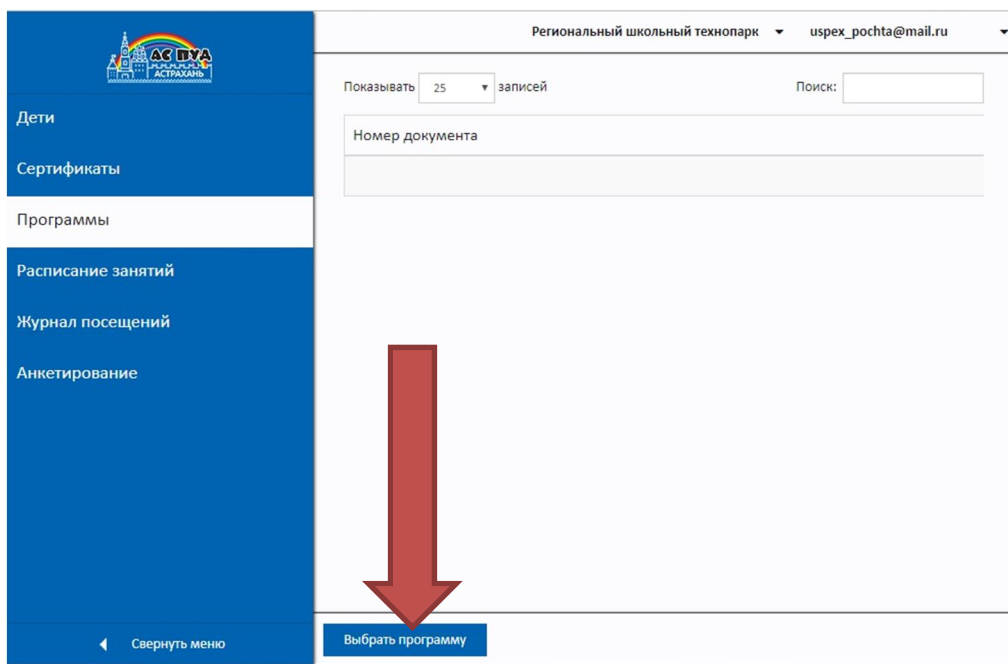 АС ПУД
АСТРАХАНЬ
Региональный школьный технопарк
uspex_pochta@mail.ru
Показывать 25 записей
Поиск:
Номер документа
Дети
Сертификаты
Программы
Расписание занятий
Журнал посещений
Анкетирование
Свернуть меню
Выбрать программу